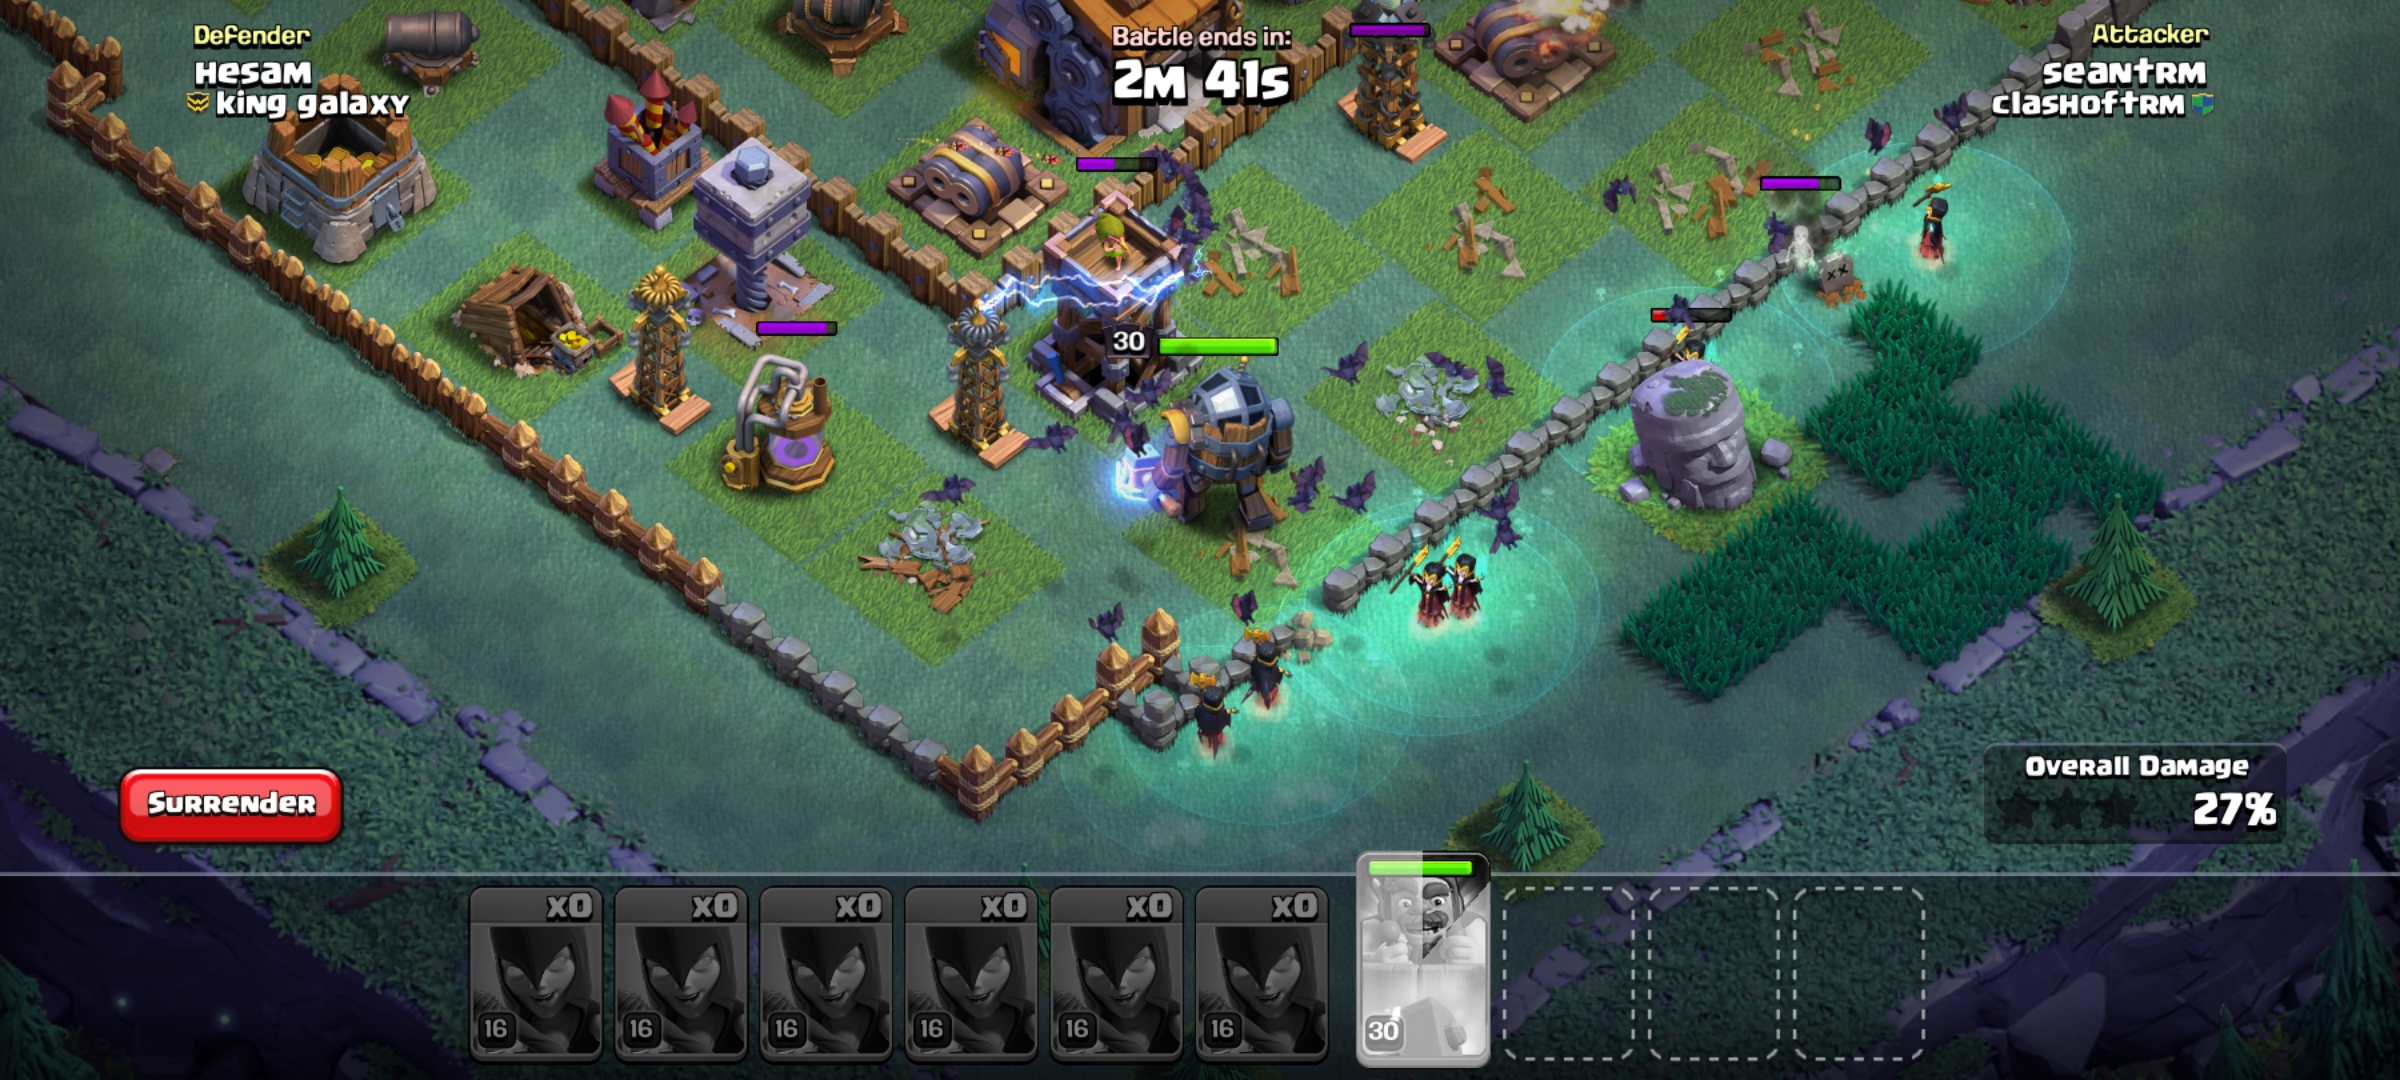 Defender
Hesam
king galaxy
Battle ends in:
2M 41s
Attacker
seantRM
clashoftRM
30
Surrender
Overall Damage
27%
x0
x0
x0
x0
x0
x0
16
16
16
16
16
16
30